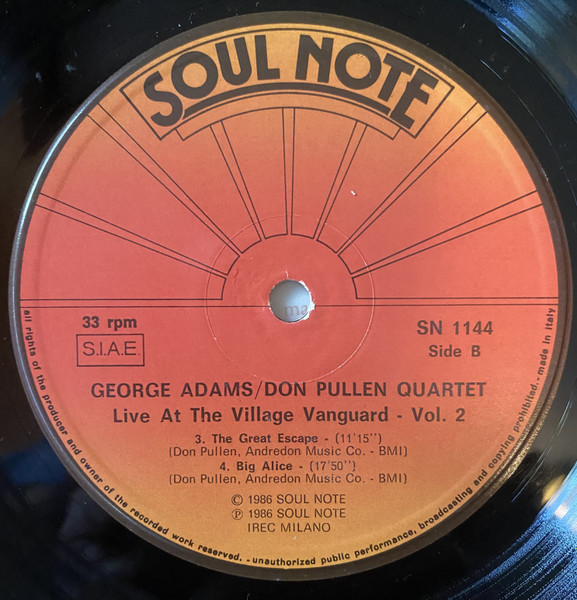 SOUL NOTE
33 rpm
S.I.A.E.
SN 1144
Side B
GEORGE ADAMS/DON PULLEN QUARTET
Live At The Village Vanguard - Vol. 2
3. The Great Escape - (11'15'')
(Don Pullen, Andredon Music Co. - BMI)
4. Big Alice - (17'50'')
(Don Pullen, Andredon Music Co. - BMI)
© 1986 SOUL NOTE
℗ 1986 SOUL NOTE
IREC MILANO
all rights of the producer and owner of the recorded work reserved. - unauthorized public performance, broadcasting and copying prohibited. - made in italy